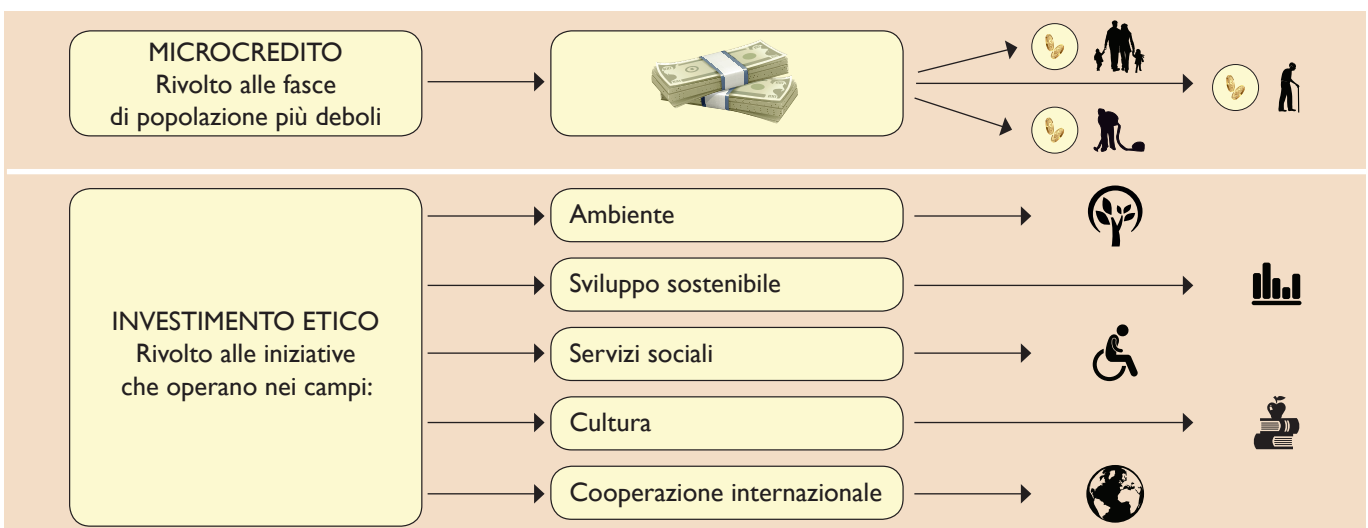 MICROCREDITO
Rivolto alle fasce
di popolazione più deboli
INVESTIMENTO ETICO
Rivolto alle iniziative
che operano nei campi:
Ambiente
Sviluppo sostenibile
Servizi sociali
Cultura
Cooperazione internazionale